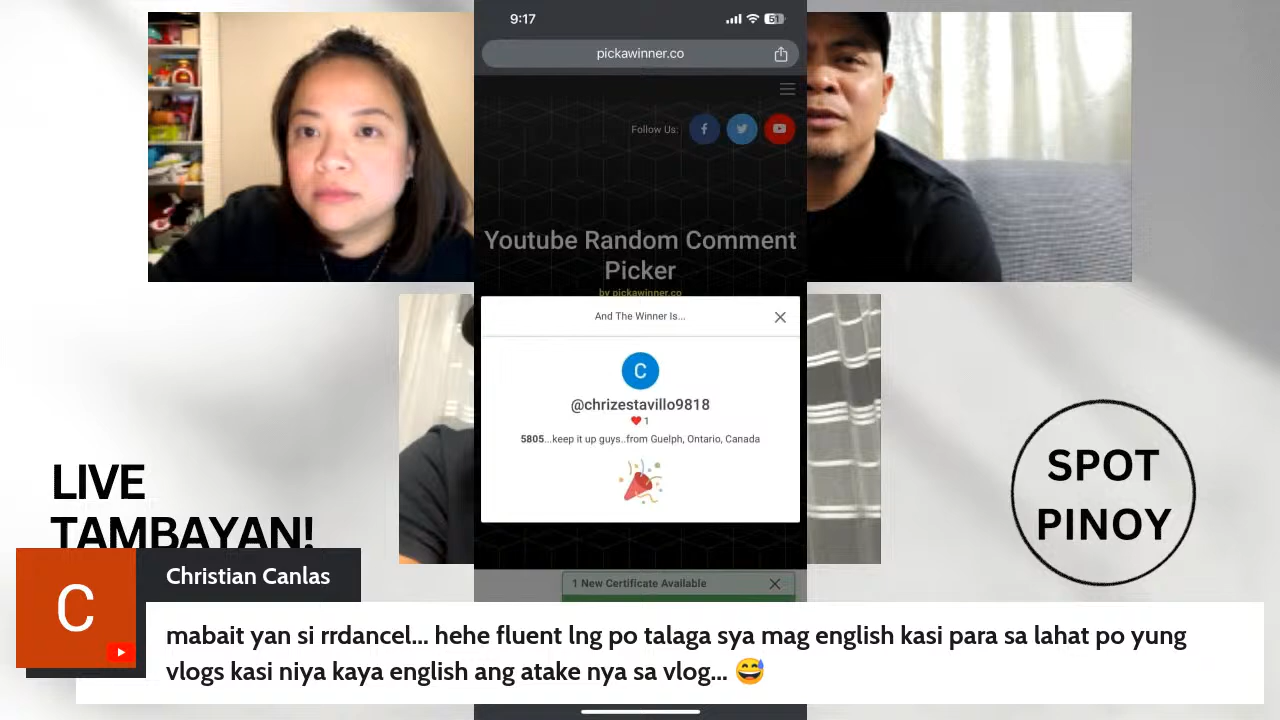 9:17
61
pickawinner.co
Follow Us:
Youtube Random Comment
Picker
by pickawinner.co
And The Winner Is...
C
@chrizestavillo9818
1
5805...keep it up guys..from Guelph, Ontario, Canada
LIVE
TAMBAYAN!
SPOT
PINOY
1 New Certificate Available
C
Christian Canlas
mabait yan si rrdancel... hehe fluent lng po talaga sya mag english kasi para sa lahat po yung
vlogs kasi niya kaya english ang atake nya sa vlog... 😅